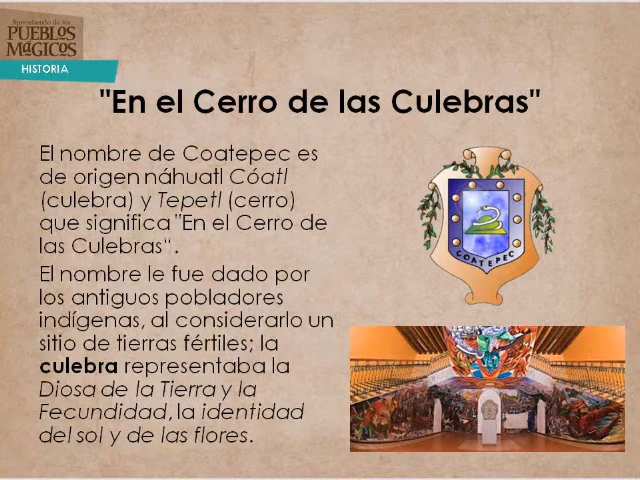 Aprendiendo de los
PUEBLOS
MÁGICOS
HISTORIA
"En el Cerro de las Culebras"
El nombre de Coatepec es
de origen náhuatl Cóatl
(culebra) y Tepetl (cerro)
que significa "En el Cerro de
las Culebras".
El nombre le fue dado por
los antiguos pobladores
indígenas, al considerarlo un
sitio de tierras fértiles; la
culebra representaba la
Diosa de la Tierra y la
Fecundidad, la identidad
del sol y de las flores.
COATEPEC